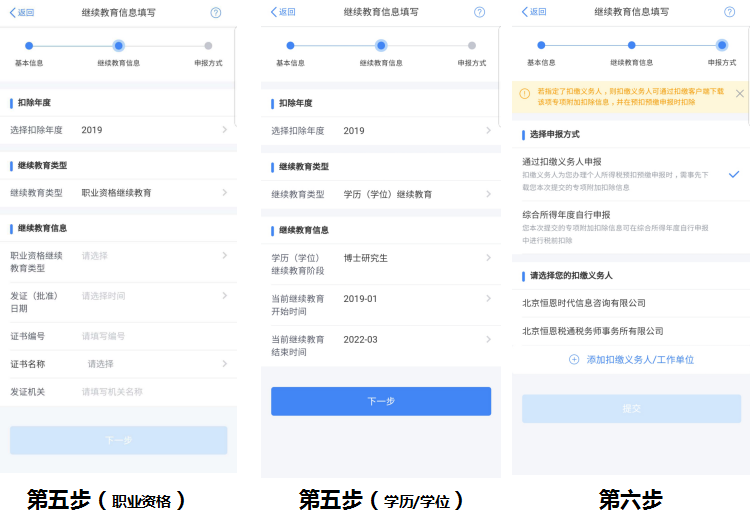 返回
继续教育信息填写
基本信息
继续教育信息
申报方式
扣除年度
选择扣除年度 2019
继续教育类型
继续教育类型 职业资格继续教育
继续教育信息
职业资格继续
教育类型
请选择
发证（批准）
日期
请选择时间
证书编号 请填写编号
证书名称 请选择
发证机关 请填写机关名称
下一步
第五步（职业资格）
返回
继续教育信息填写
基本信息
继续教育信息
申报方式
扣除年度
选择扣除年度 2019
继续教育类型
继续教育类型 学历（学位）继续教育
继续教育信息
学历（学位）
继续教育阶段
博士研究生
当前继续教育
开始时间
2019-01
当前继续教育
结束时间
2022-03
下一步
第五步（学历/学位）
返回
继续教育信息填写
基本信息
继续教育信息
申报方式
若指定了扣缴义务人，则扣缴义务人可通过扣缴客户端下载
该项专项附加扣除信息，并在预扣预缴申报时扣除
选择申报方式
通过扣缴义务人申报
扣缴义务人为您办理个人所得税预扣预缴申报时，需事先下
载您本次提交的专项附加扣除信息
综合所得年度自行申报
您本次提交的专项附加扣除信息可在综合所得年度自行申报
中进行税前扣除
请选择您的扣缴义务人
北京恒恩时代信息咨询有限公司
北京恒恩税通税务师事务所有限公司
添加扣缴义务人/工作单位
提交
第六步